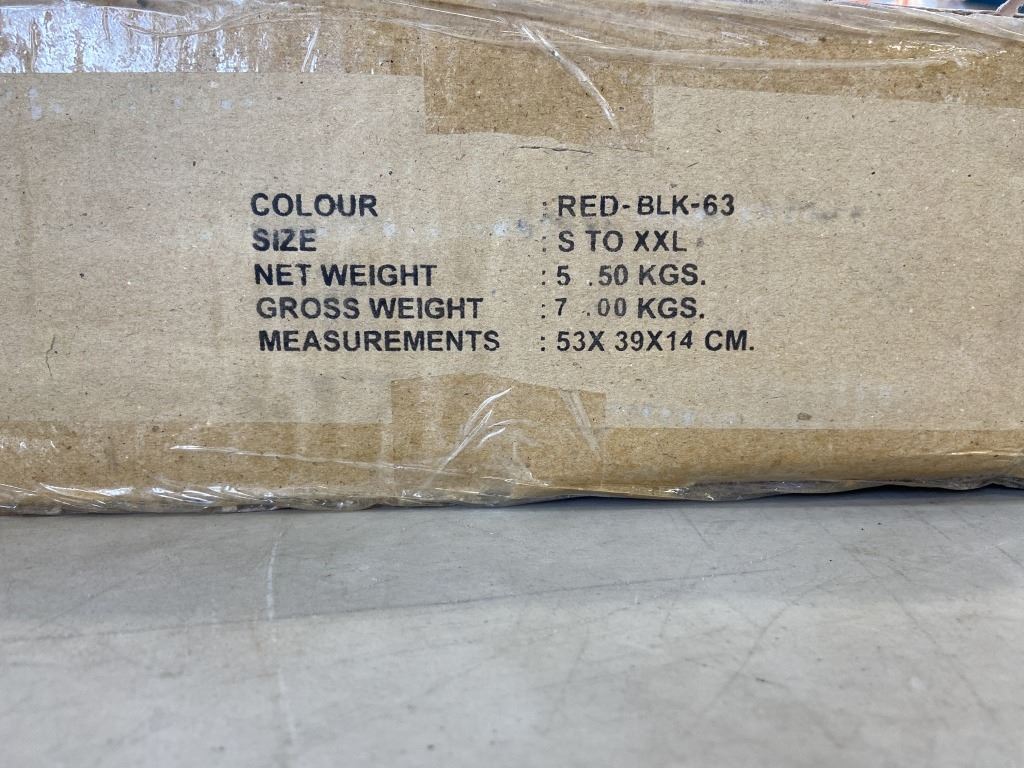 COLOUR : RED-BLK-63
SIZE : S TO XXL
NET WEIGHT : 5 .50 KGS.
GROSS WEIGHT : 7 .00 KGS.
MEASUREMENTS : 53X 39X14 CM.